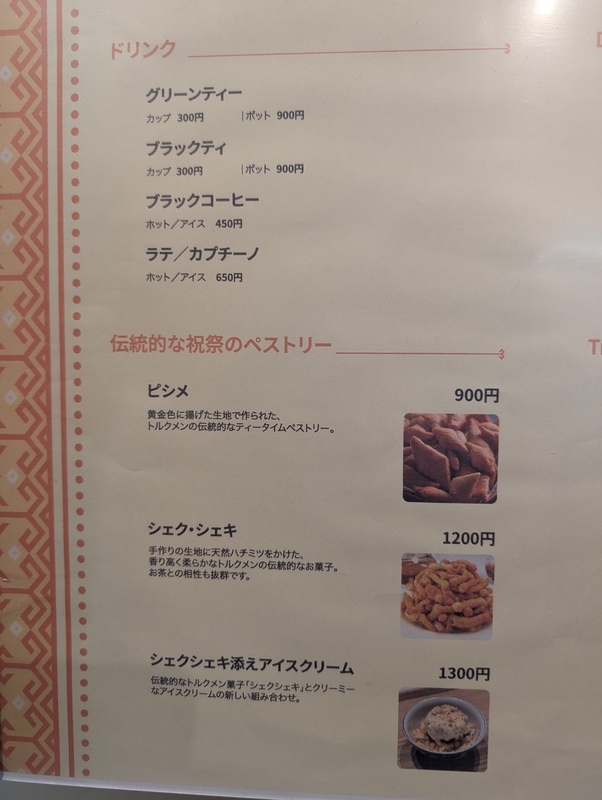 ドリンク
グリーンティー
カップ 300円 |ポット 900円
ブラックティ
カップ 300円 |ポット 900円
ブラックコーヒー
ホット／アイス 450円
ラテ／カプチーノ
ホット／アイス 650円
伝統的な祝祭のペストリー
ピシメ 900円
黄金色に揚げた生地で作られた、
トルクメンの伝統的なティータイムペストリー。
シェク・シェキ 1200円
手作りの生地に天然ハチミツをかけた、
香り高く柔らかなトルクメンの伝統的なお菓子。
お茶との相性も抜群です。
シェクシェキ添えアイスクリーム 1300円
伝統的なトルクメン菓子「シェクシェキ」とクリーミー
なアイスクリームの新しい組み合わせ。